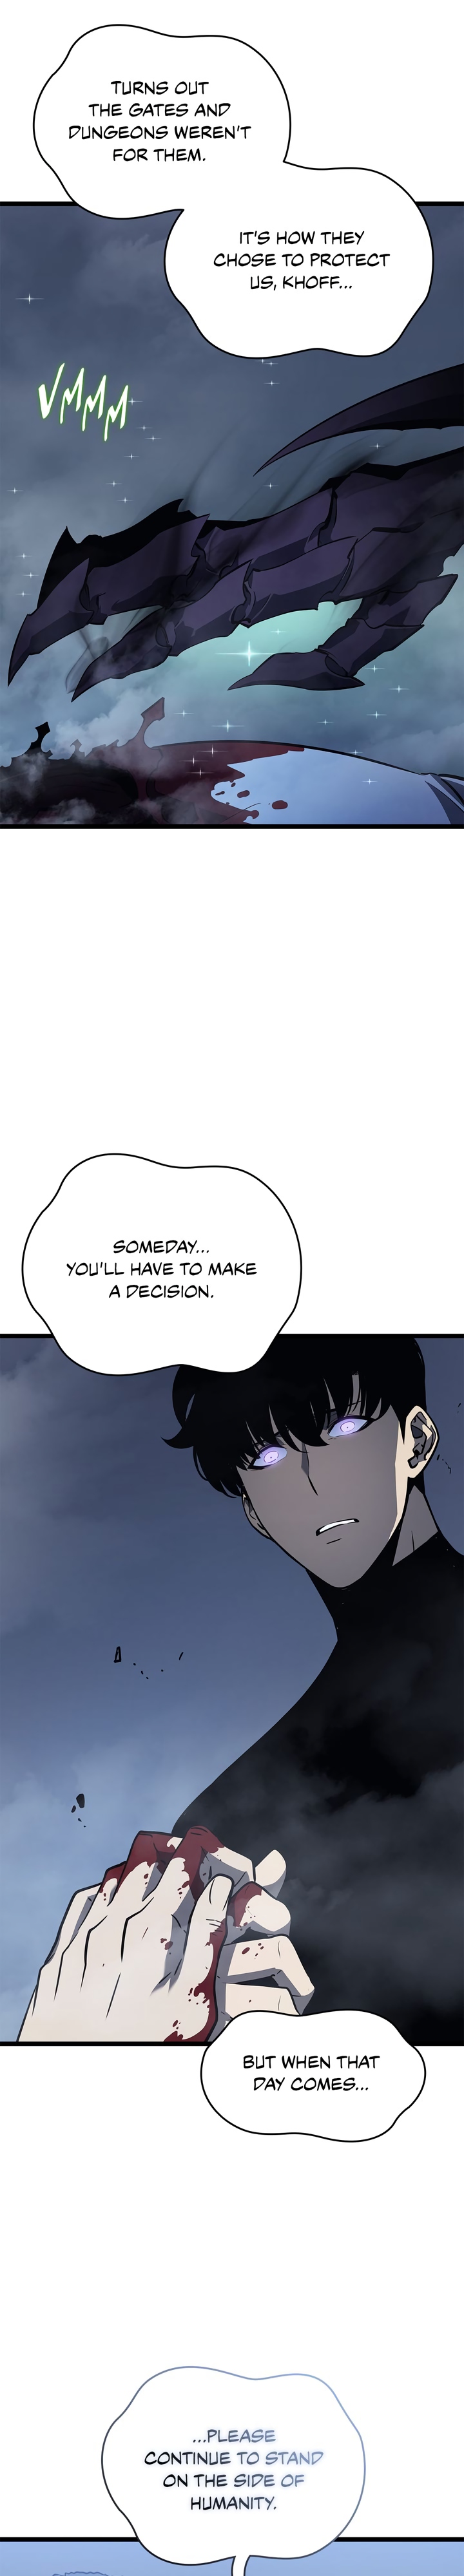 TURNS OUT
THE GATES AND
DUNGEONS WEREN'T
FOR THEM.
IT'S HOW THEY
CHOSE TO PROTECT
US, KHOFF...
VMMM
SOMEDAY...
YOU'LL HAVE TO MAKE
A DECISION.
BUT WHEN THAT
DAY COMES...
...PLEASE
CONTINUE TO STAND
ON THE SIDE OF
HUMANITY.